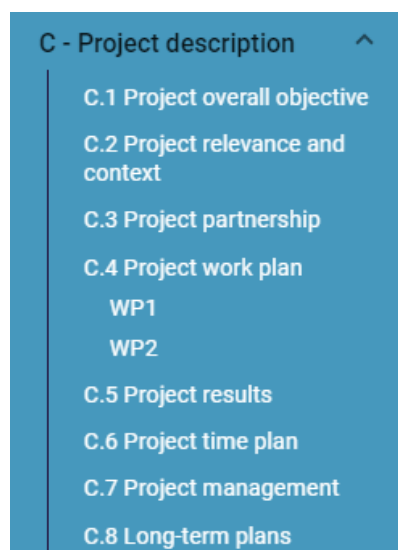 C - Project description
C.1 Project overall objective
C.2 Project relevance and
context
C.3 Project partnership
C.4 Project work plan
WP1
WP2
C.5 Project results
C.6 Project time plan
C.7 Project management
C.8 Long-term plans